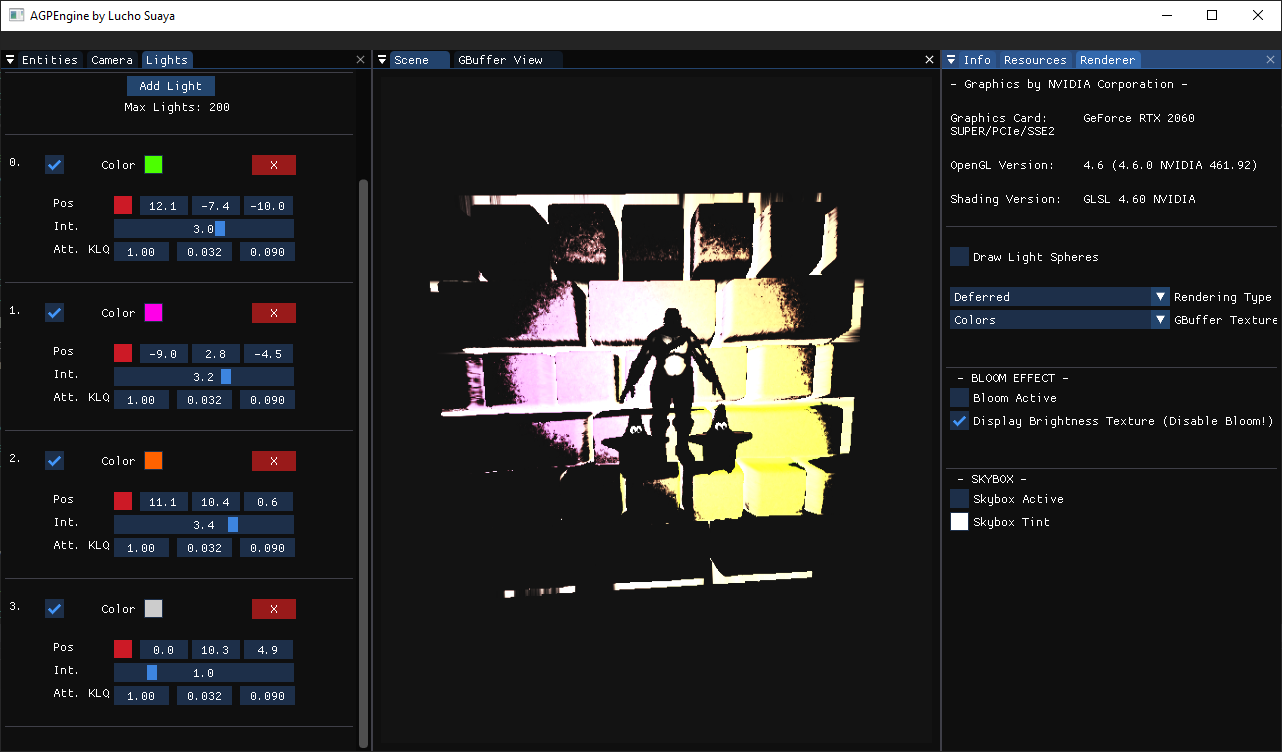 AGPEngine by Lucho Suaya
Entities Camera Lights
Add Light
Max Lights: 200
0. Color X
Pos 12.1 -7.4 -10.0
Int. 3.0
Att. KLQ 1.00 0.032 0.090
1. Color X
Pos -9.0 2.8 -4.5
Int. 3.2
Att. KLQ 1.00 0.032 0.090
2. Color X
Pos 11.1 10.4 0.6
Int. 3.4
Att. KLQ 1.00 0.032 0.090
3. Color X
Pos 0.0 10.3 4.9
Int. 1.0
Att. KLQ 1.00 0.032 0.090
Scene GBuffer View
Info Resources Renderer
- Graphics by NVIDIA Corporation -
Graphics Card: GeForce RTX 2060
SUPER/PCIe/SSE2
OpenGL Version: 4.6 (4.6.0 NVIDIA 461.92)
Shading Version: GLSL 4.60 NVIDIA
Draw Light Spheres
Deferred Rendering Type
Colors GBuffer Texture
- BLOOM EFFECT -
Bloom Active
Display Brightness Texture (Disable Bloom!)
- SKYBOX -
Skybox Active
Skybox Tint